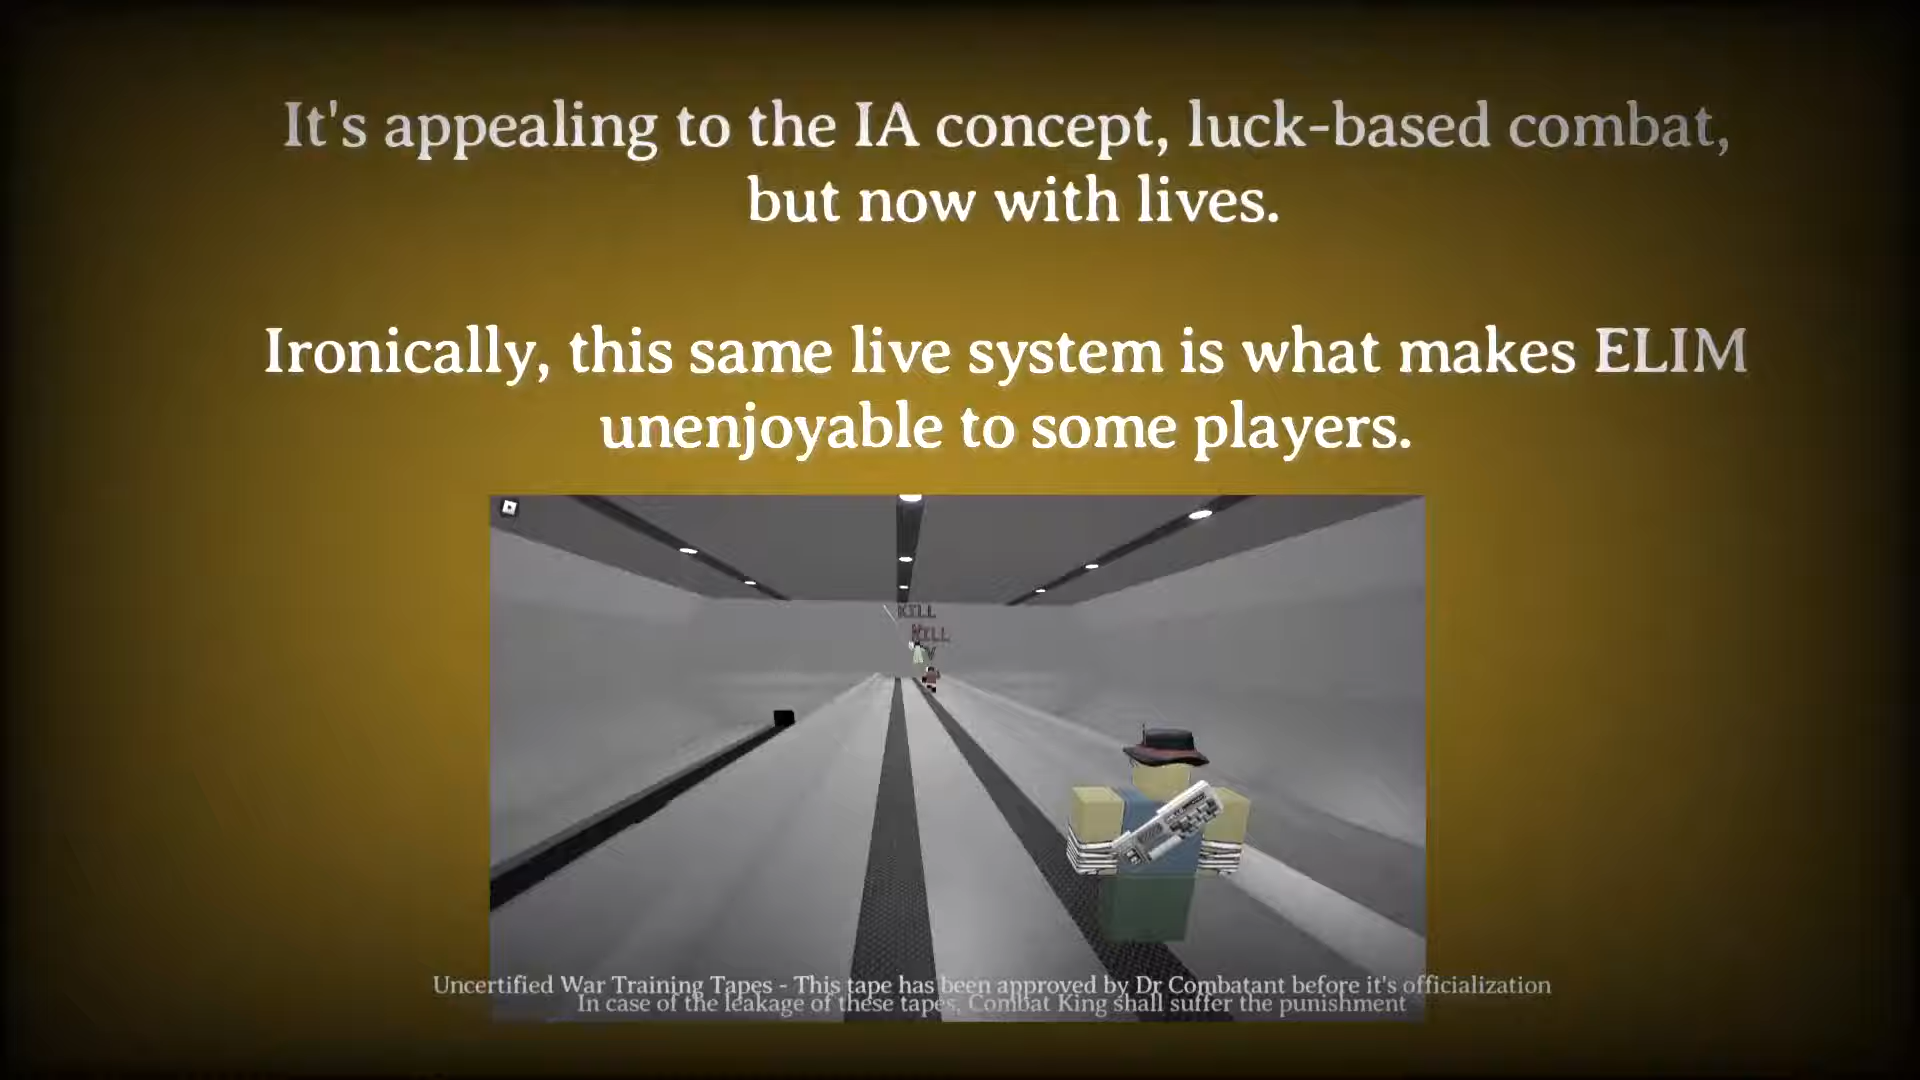 It's appealing to the IA concept, luck-based combat,
but now with lives.
Ironically, this same live system is what makes ELIM
unenjoyable to some players.
KILL
KILL
Uncertified War Training Tapes - This tape has been approved by Dr Combatant before it's officialization
In case of the leakage of these tapes, Combat King shall suffer the punishment